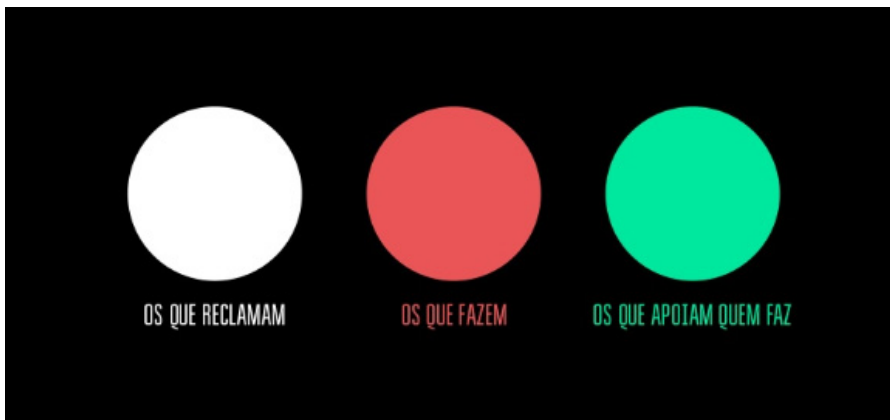 OS QUE RECLAMAM
OS QUE FAZEM
OS QUE APOIAM QUEM FAZ